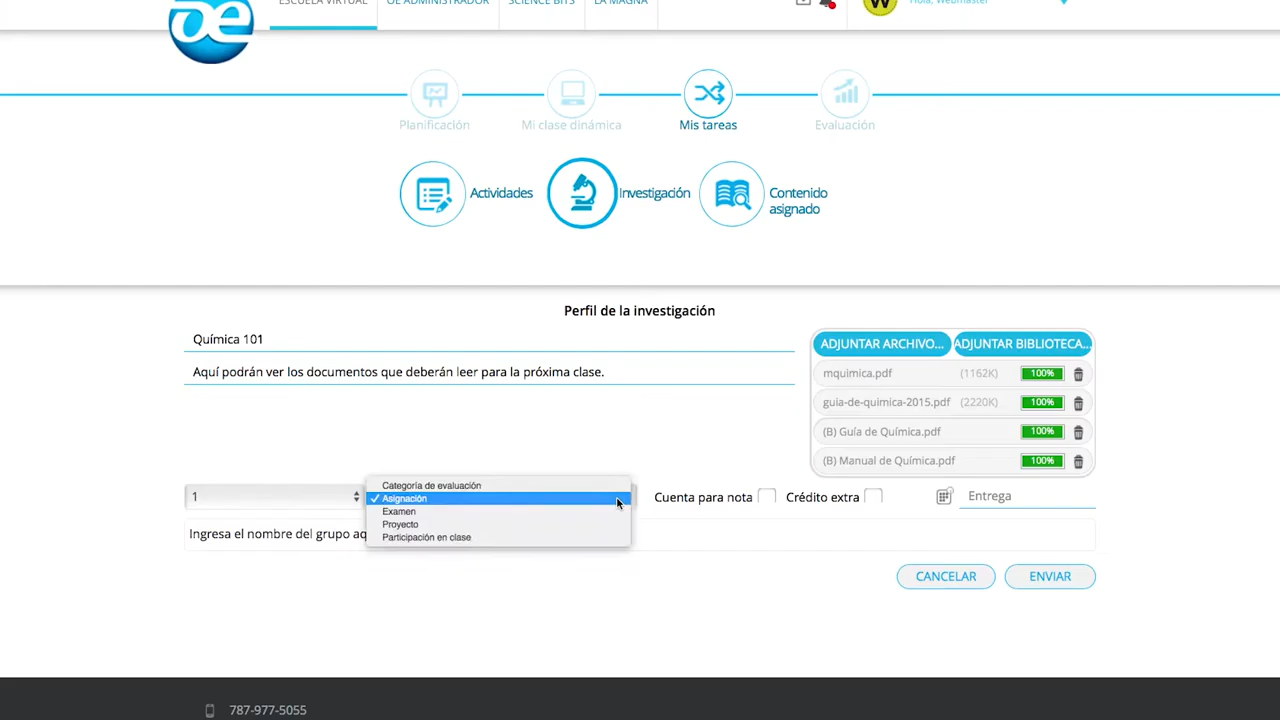 œ
ESCUELA VIRTUAL
OE ADMINISTRADOR
SCIENCE BITS
LA MAGNA
W
Hola, Webmaster
Planificación
Mi clase dinámica
Mis tareas
Evaluación
Actividades
Investigación
Contenido
asignado
Perfil de la investigación
Química 101
Aquí podrán ver los documentos que deberán leer para la próxima clase.
ADJUNTAR ARCHIVO...
ADJUNTAR BIBLIOTECA...
mquimica.pdf (1162K) 100%
guia-de-quimica-2015.pdf (2220K) 100%
(B) Guía de Química.pdf 100%
(B) Manual de Química.pdf 100%
1
Categoría de evaluación
✓ Asignación
Examen
Proyecto
Participación en clase
Cuenta para nota
Crédito extra
Entrega
Ingresa el nombre del grupo aq
CANCELAR
ENVIAR
787-977-5055